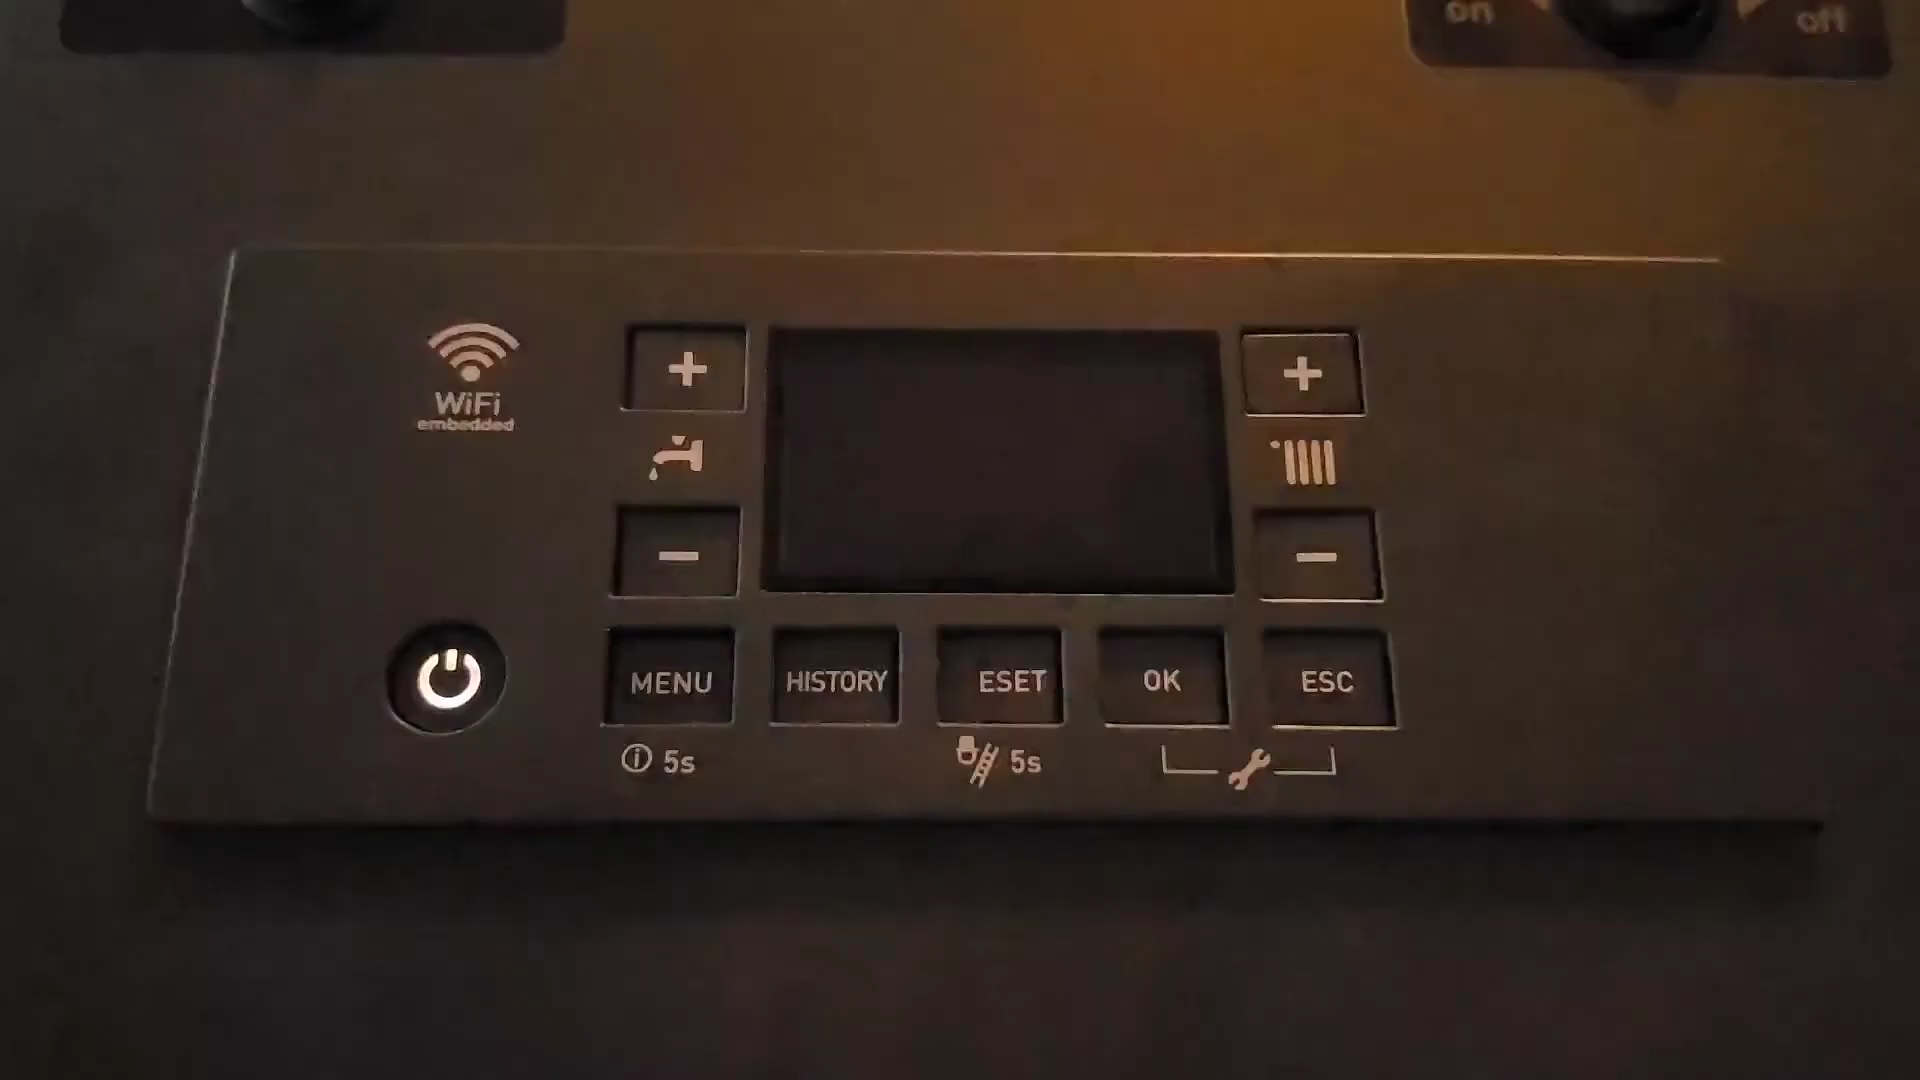 on off
WiFi
embedded
+ +
- -
MENU HISTORY ESET OK ESC
5s 5s